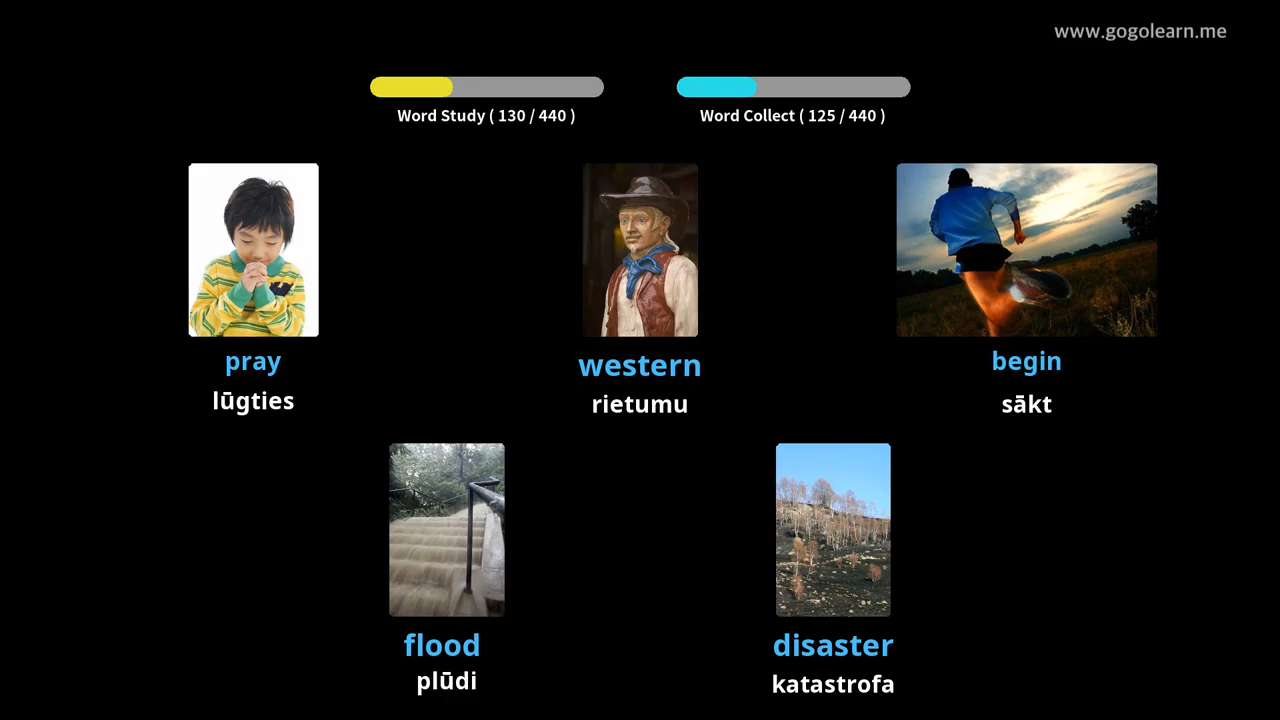 www.gogolearn.me
Word Study ( 130 / 440 )
Word Collect ( 125 / 440 )
pray
lūgties
western
rietumu
begin
sākt
flood
plūdi
disaster
katastrofa